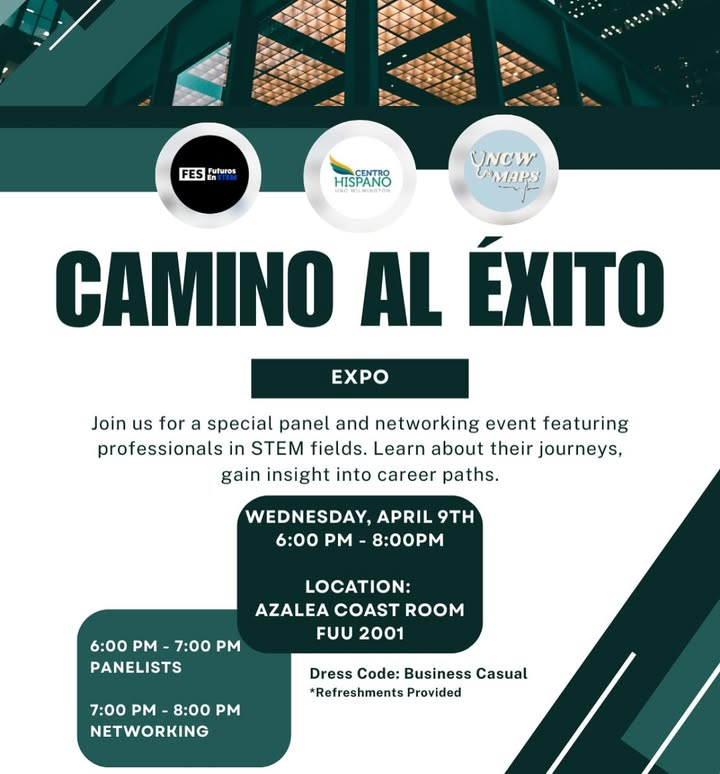 FES Futuros
En STEM
CENTRO
HISPANO
UNC WILMINGTON
UNCW
MAPS
CAMINO AL ÉXITO
EXPO
Join us for a special panel and networking event featuring
professionals in STEM fields. Learn about their journeys,
gain insight into career paths.
WEDNESDAY, APRIL 9TH
6:00 PM - 8:00PM
LOCATION:
AZALEA COAST ROOM
FUU 2001
6:00 PM - 7:00 PM
PANELISTS
7:00 PM - 8:00 PM
NETWORKING
Dress Code: Business Casual
*Refreshments Provided